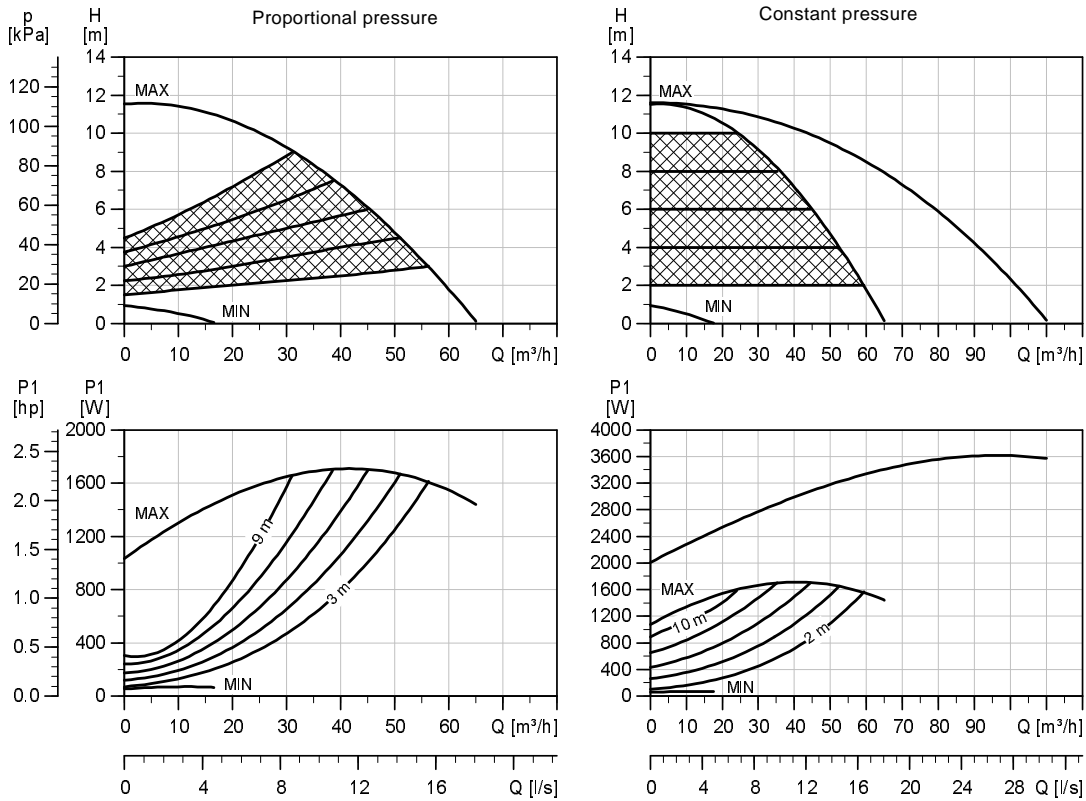 Proportional pressure
p
[kPa]
H
[m]
14
12
10
8
6
4
2
0
120
100
80
60
40
20
0
MAX
MIN
0 10 20 30 40 50 60 Q [m³/h]
Constant pressure
H
[m]
14
12
10
8
6
4
2
0
MAX
MIN
0 10 20 30 40 50 60 70 80 90 Q [m³/h]
P1
[hp]
P1
[W]
2.5
2.0
1.5
1.0
0.5
0.0
2000
1600
1200
800
400
0
MAX
9 m
3 m
MIN
0 10 20 30 40 50 60 Q [m³/h]
0 4 8 12 16 Q [l/s]
P1
[W]
4000
3600
3200
2800
2400
2000
1600
1200
800
400
0
MAX
10 m
2 m
MIN
0 10 20 30 40 50 60 70 80 90 Q [m³/h]
0 4 8 12 16 20 24 28 Q [l/s]